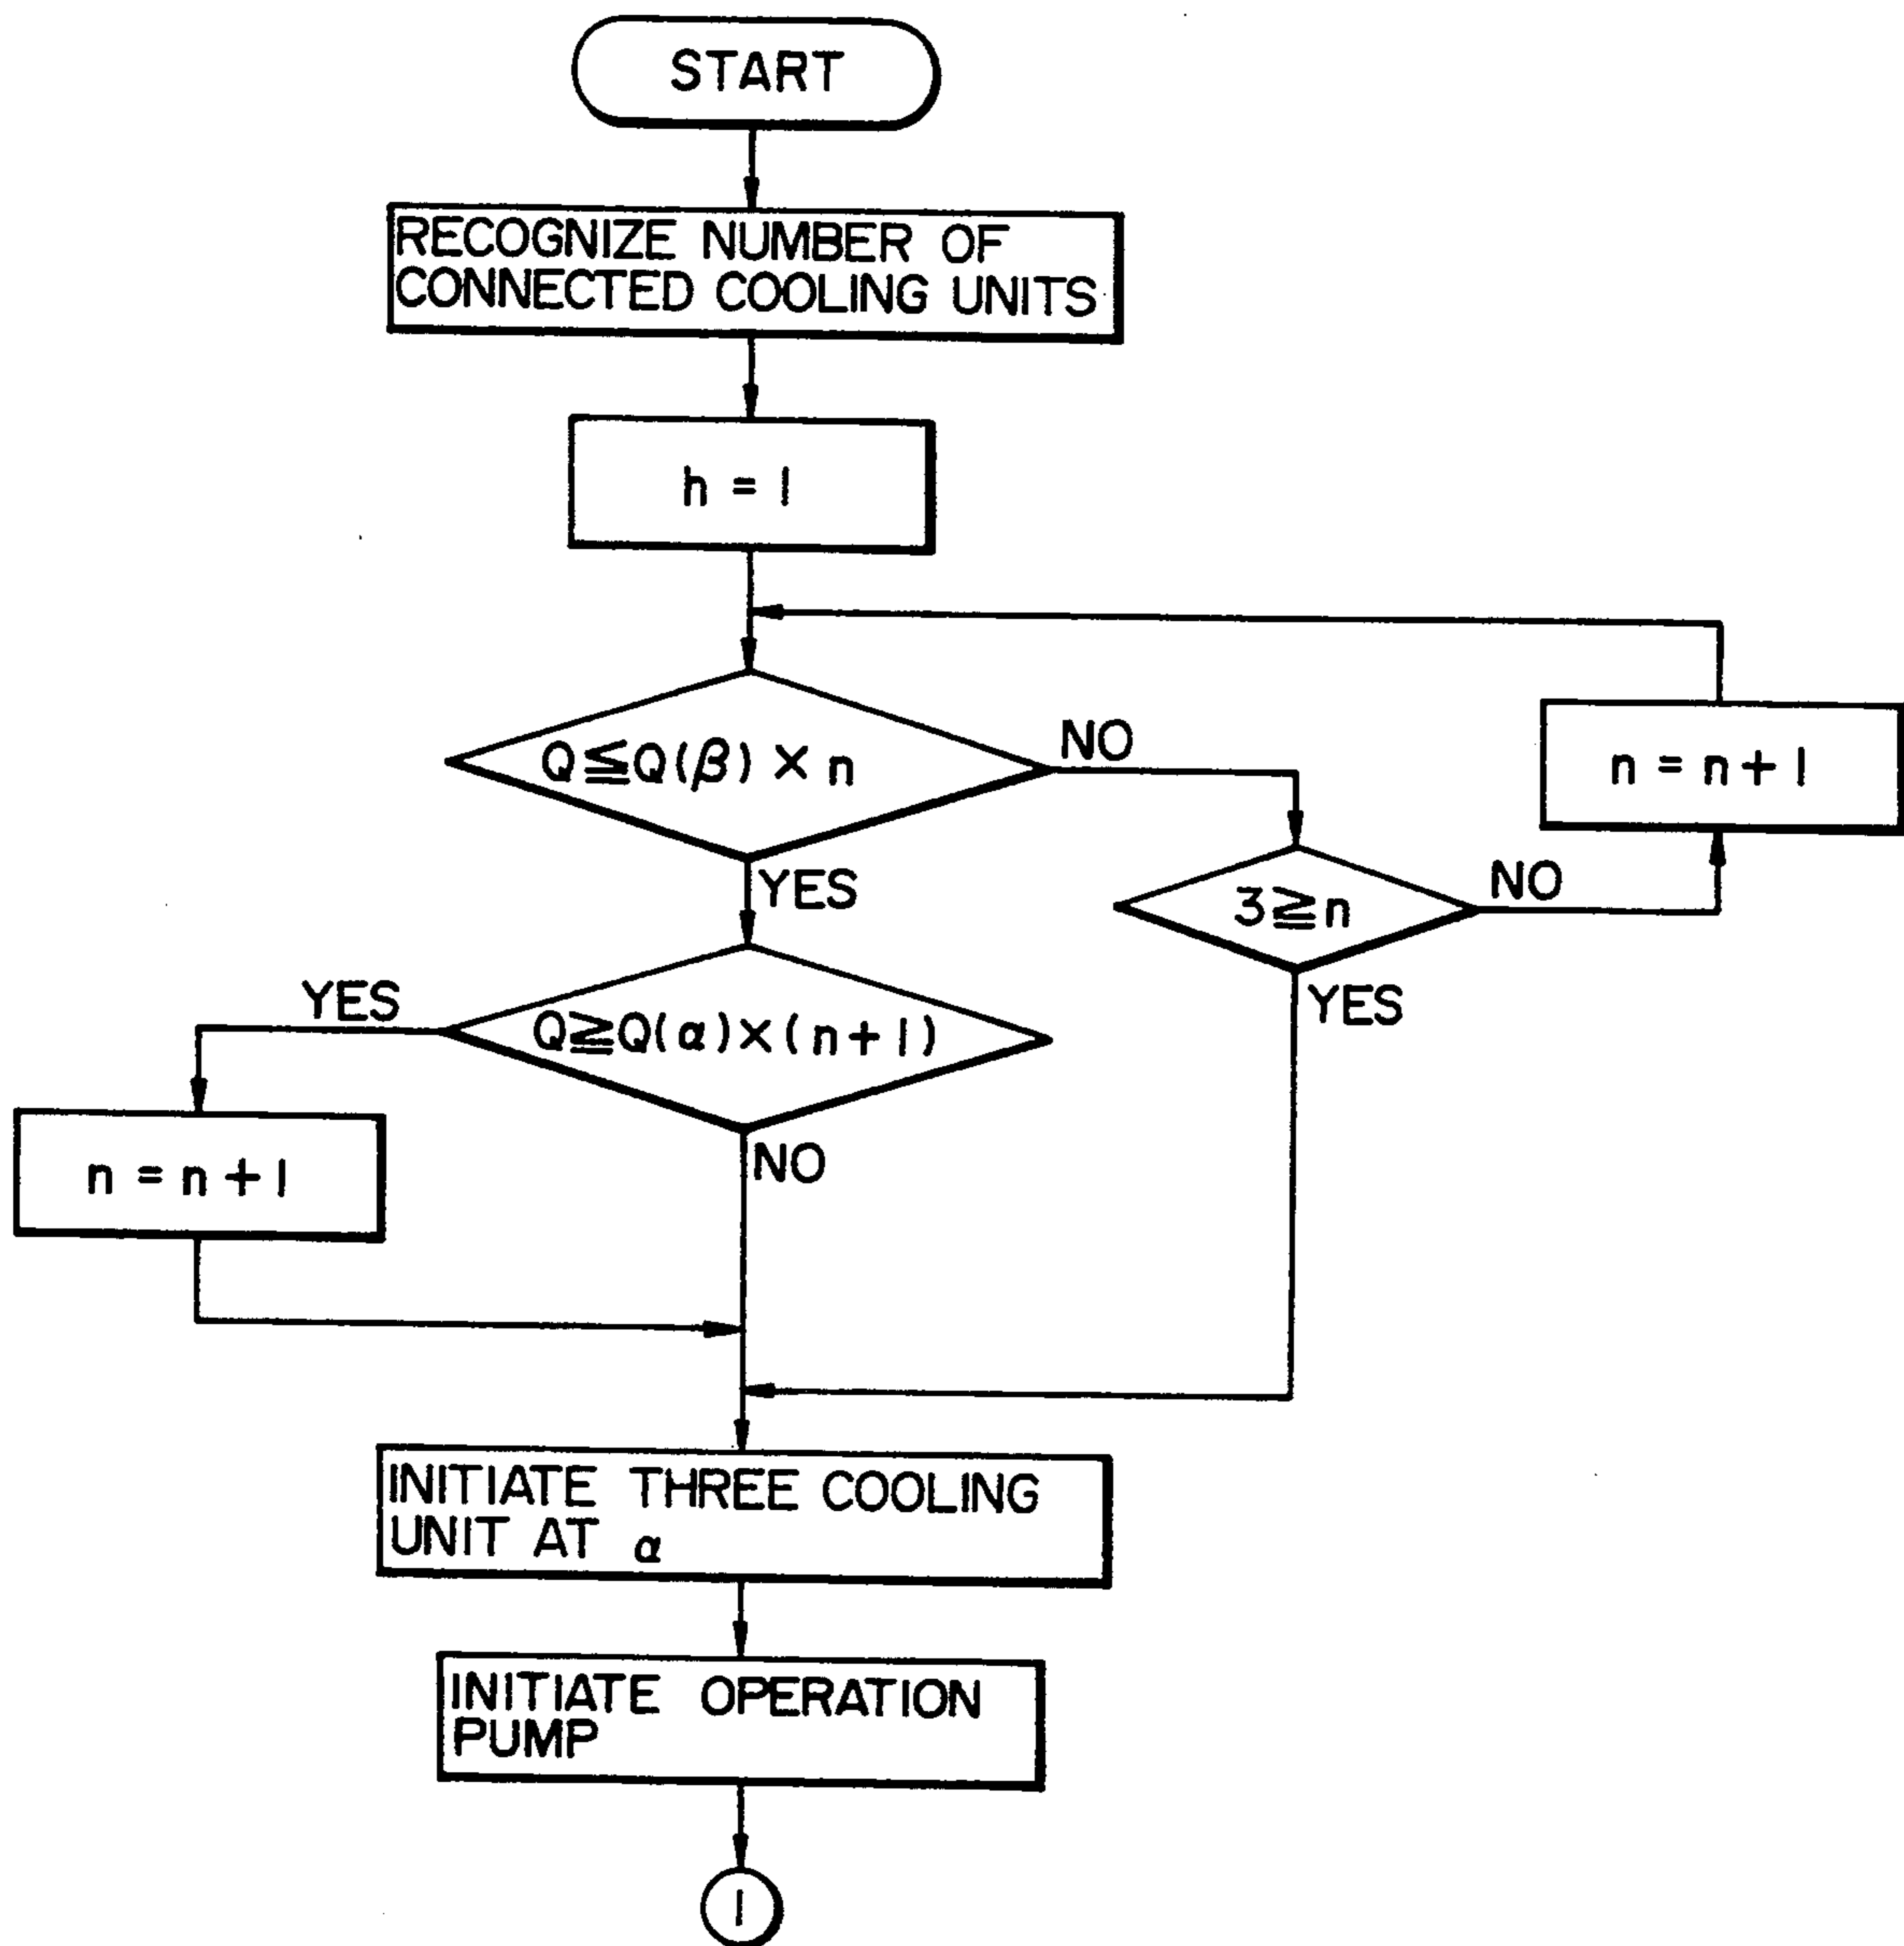 START
RECOGNIZE NUMBER OF
CONNECTED COOLING UNITS
h = 1
Q≦Q(β) × n
NO
n = n + 1
YES
3≧n
NO
YES
YES
Q≧Q(α)×(n+1)
n = n + 1
NO
INITIATE THREE COOLING
UNIT AT α
INITIATE OPERATION
PUMP
1